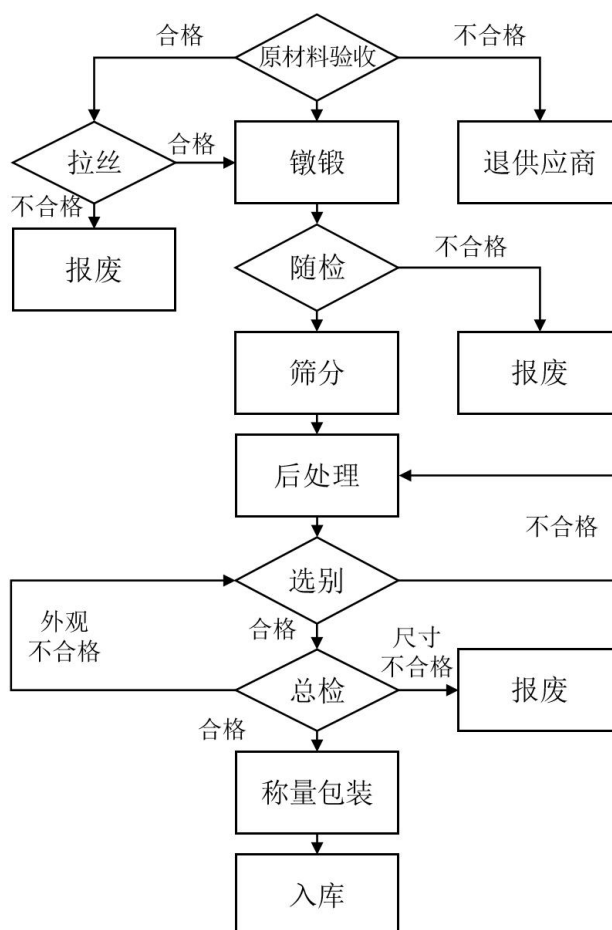 合格
不合格
原材料验收
拉丝
合格
镦锻
退供应商
不合格
报废
随检
不合格
筛分
报废
后处理
不合格
选别
外观
不合格
合格
尺寸
不合格
总检
报废
合格
称量包装
入库